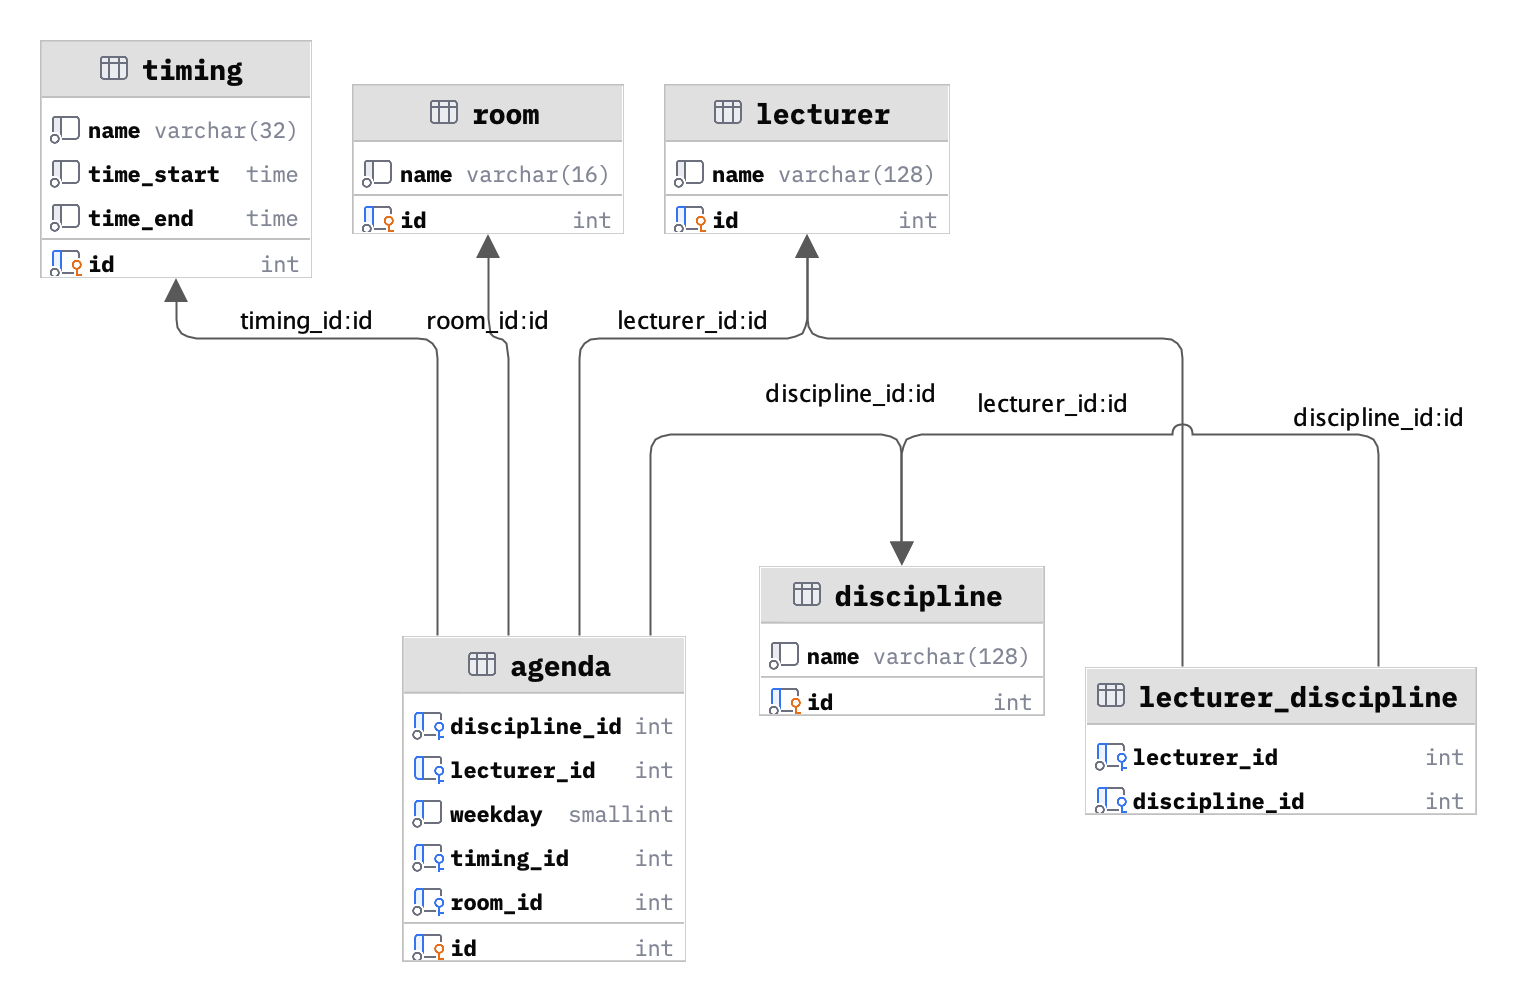 timing
name varchar(32)
time_start time
time_end time
id int
room
name varchar(16)
id int
lecturer
name varchar(128)
id int
timing_id:id
room_id:id
lecturer_id:id
discipline_id:id
lecturer_id:id
discipline_id:id
discipline
name varchar(128)
id int
agenda
discipline_id int
lecturer_id int
weekday smallint
timing_id int
room_id int
id int
lecturer_discipline
lecturer_id int
discipline_id int